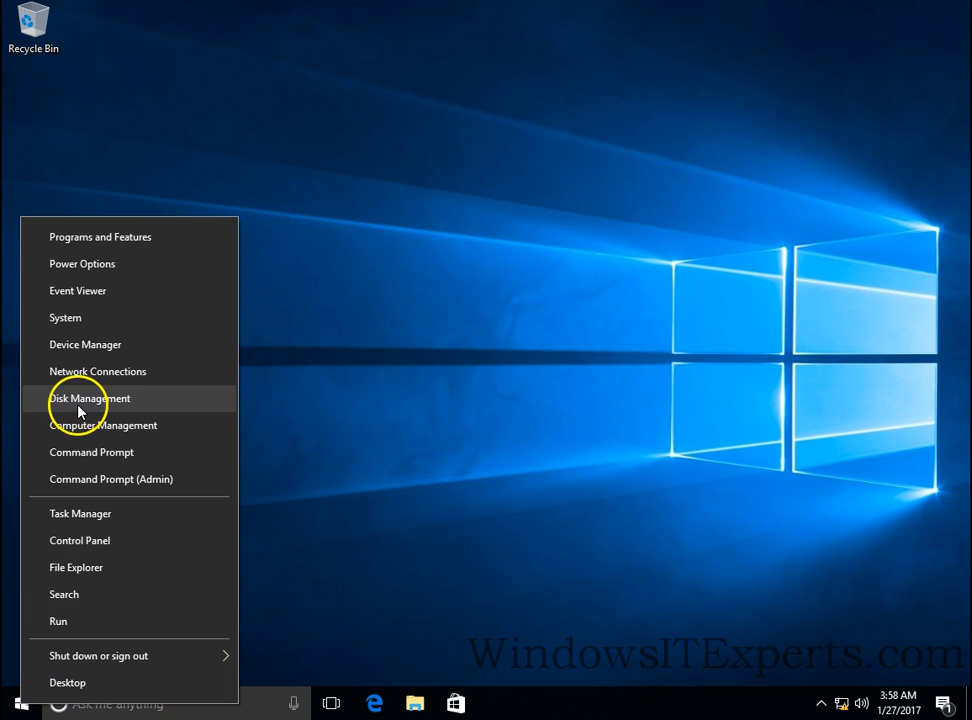 Recycle Bin
Programs and Features
Power Options
Event Viewer
System
Device Manager
Network Connections
Disk Management
Computer Management
Command Prompt
Command Prompt (Admin)
Task Manager
Control Panel
File Explorer
Search
Run
Shut down or sign out
Desktop
WindowsITExperts.com
Ask me anything
3:58 AM
1/27/2017
1